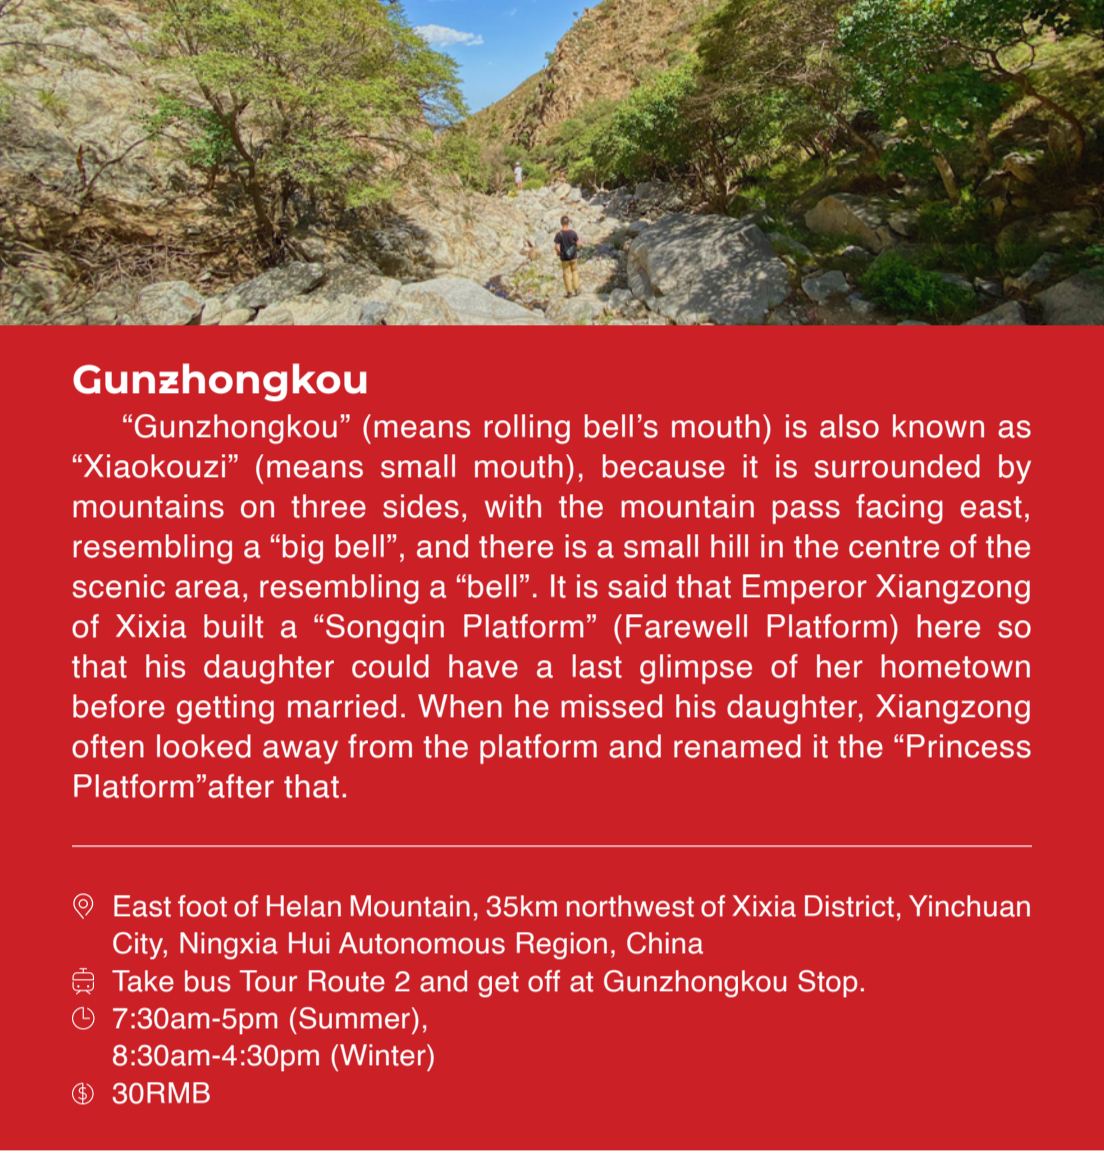 Gunzhongkou
“Gunzhongkou” (means rolling bell’s mouth) is also known as
“Xiaokouzi” (means small mouth), because it is surrounded by
mountains on three sides, with the mountain pass facing east,
resembling a “big bell”, and there is a small hill in the centre of the
scenic area, resembling a “bell”. It is said that Emperor Xiangzong
of Xixia built a “Songqin Platform” (Farewell Platform) here so
that his daughter could have a last glimpse of her hometown
before getting married. When he missed his daughter, Xiangzong
often looked away from the platform and renamed it the “Princess
Platform”after that.
East foot of Helan Mountain, 35km northwest of Xixia District, Yinchuan
City, Ningxia Hui Autonomous Region, China
Take bus Tour Route 2 and get off at Gunzhongkou Stop.
7:30am-5pm (Summer),
8:30am-4:30pm (Winter)
30RMB